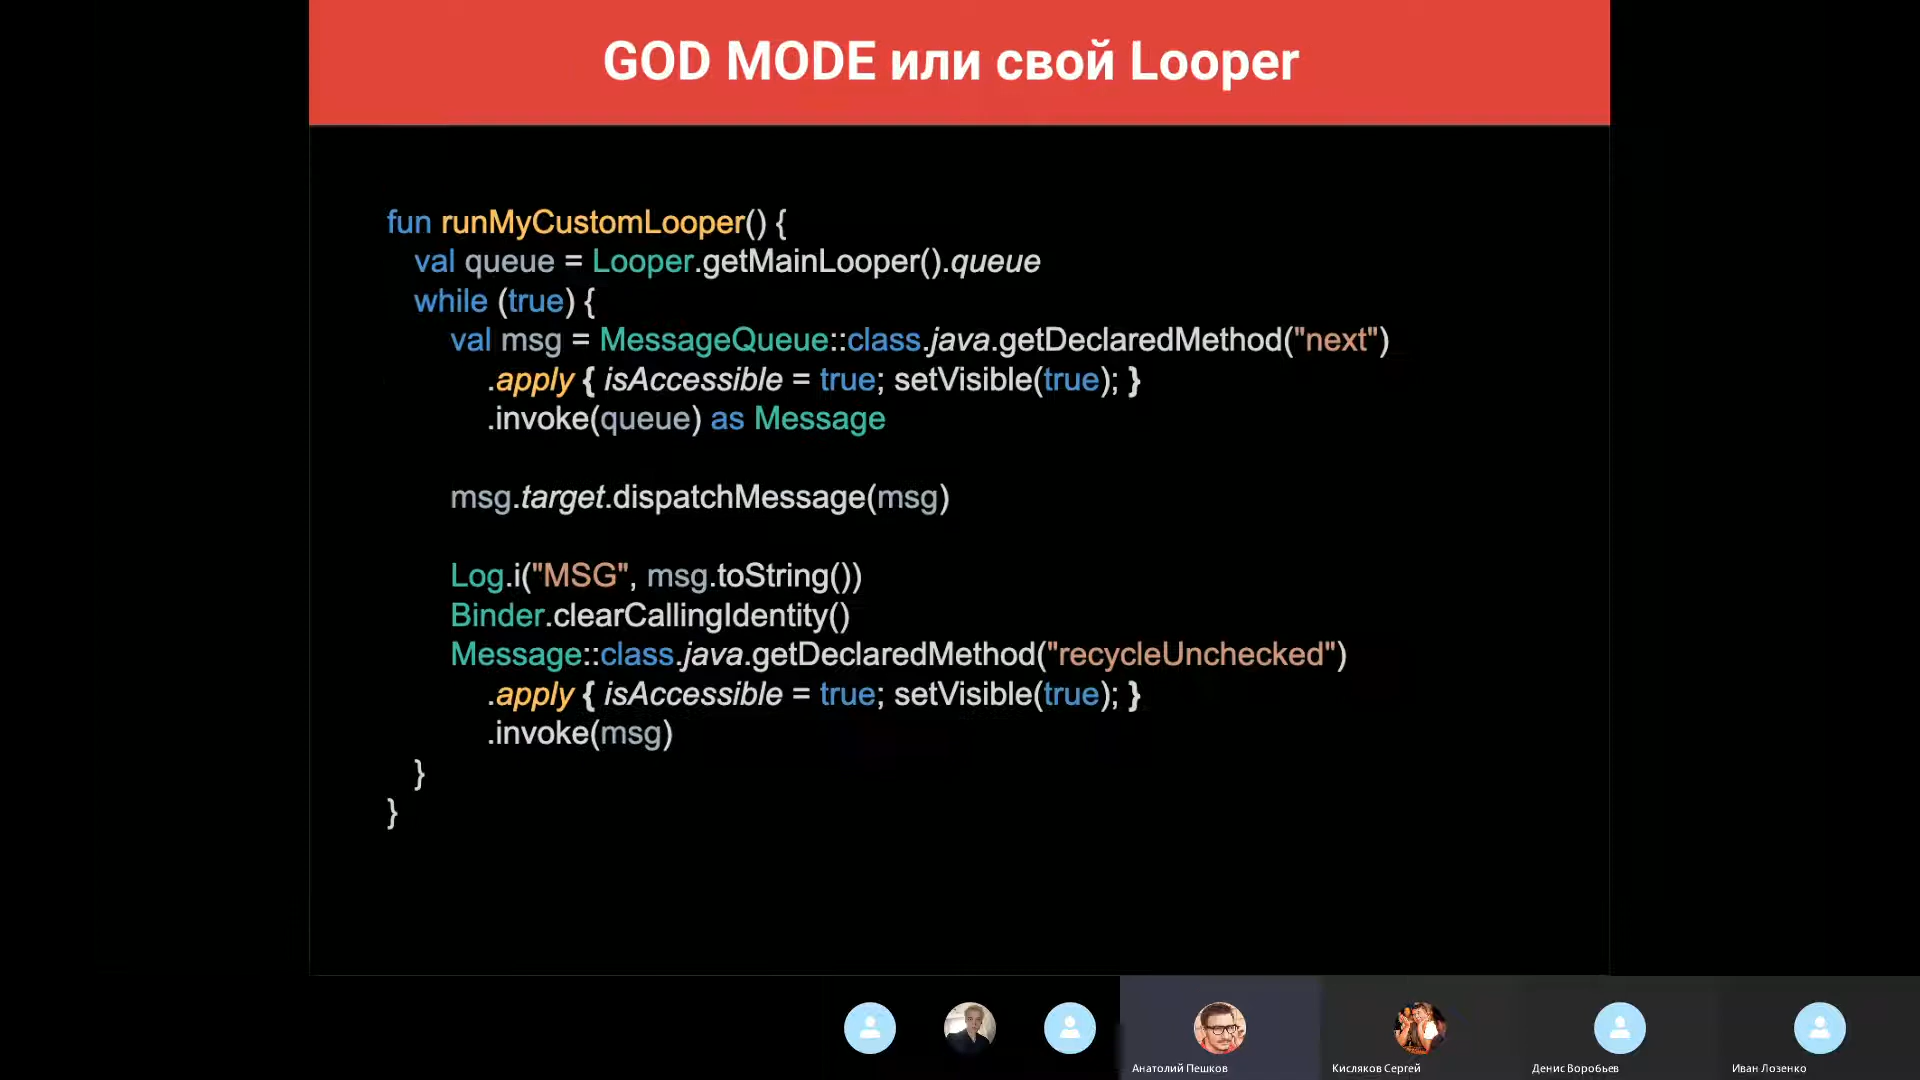 GOD MODE или свой Looper
fun runMyCustomLooper() {
val queue = Looper.getMainLooper().queue
while (true) {
val msg = MessageQueue::class.java.getDeclaredMethod("next")
.apply { isAccessible = true; setVisible(true); }
.invoke(queue) as Message
msg.target.dispatchMessage(msg)
Log.i("MSG", msg.toString())
Binder.clearCallingIdentity()
Message::class.java.getDeclaredMethod("recycleUnchecked")
.apply { isAccessible = true; setVisible(true); }
.invoke(msg)
}
}
Анатолий Пешков
Кисляков Сергей
Денис Воробьев
Иван Лозенко